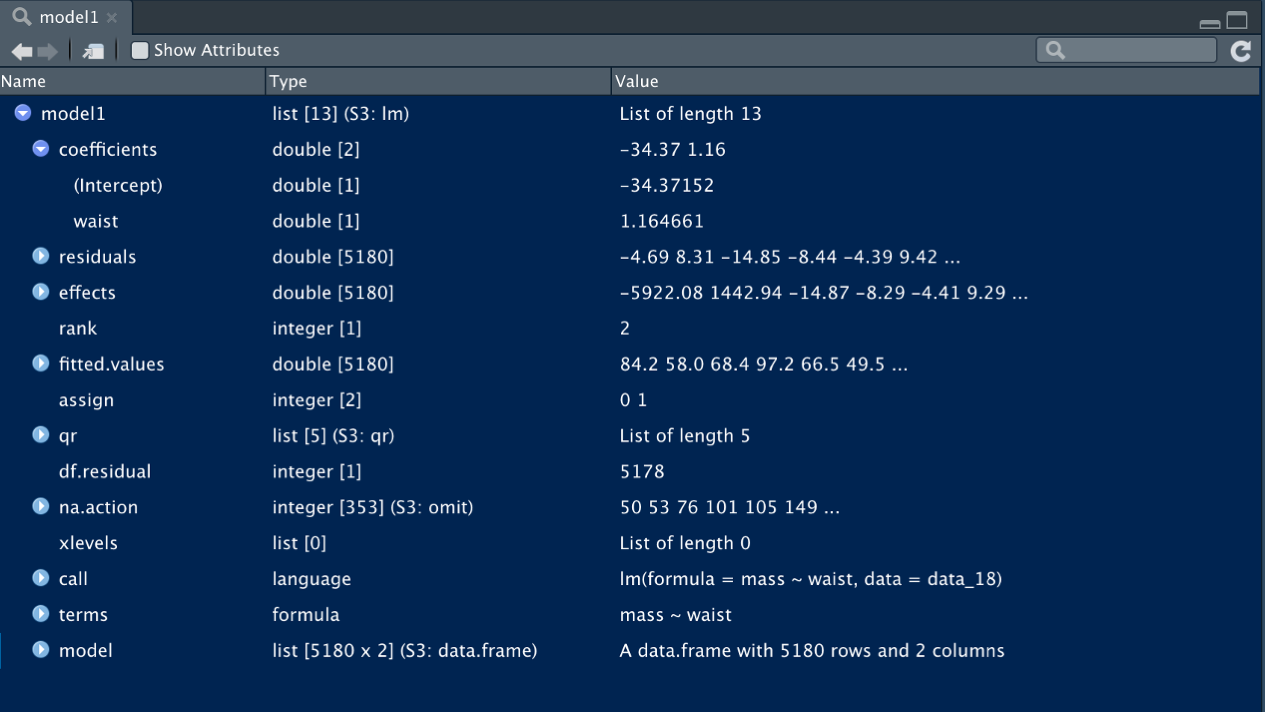 model1
Show Attributes
Name Type Value
model1 list [13] (S3: lm) List of length 13
coefficients double [2] -34.37 1.16
(Intercept) double [1] -34.37152
waist double [1] 1.164661
residuals double [5180] -4.69 8.31 -14.85 -8.44 -4.39 9.42 ...
effects double [5180] -5922.08 1442.94 -14.87 -8.29 -4.41 9.29 ...
rank integer [1] 2
fitted.values double [5180] 84.2 58.0 68.4 97.2 66.5 49.5 ...
assign integer [2] 0 1
qr list [5] (S3: qr) List of length 5
df.residual integer [1] 5178
na.action integer [353] (S3: omit) 50 53 76 101 105 149 ...
xlevels list [0] List of length 0
call language lm(formula = mass ~ waist, data = data_18)
terms formula mass ~ waist
model list [5180 x 2] (S3: data.frame) A data.frame with 5180 rows and 2 columns